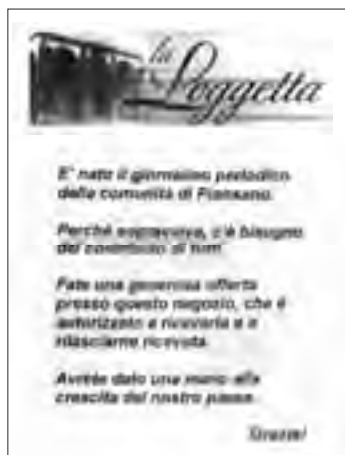 la
Loggetta
E' nato il giornalino periodico
della comunità di Piansano.
Perché sopravviva, c'è bisogno
del contributo di tutti
Fate una generosa offerta
presso questo negozio, che è
autorizzato a riceverla e a
rilasciarne ricevuta.
Avrete dato una mano alla
crescita del nostro paese.
Grazie!